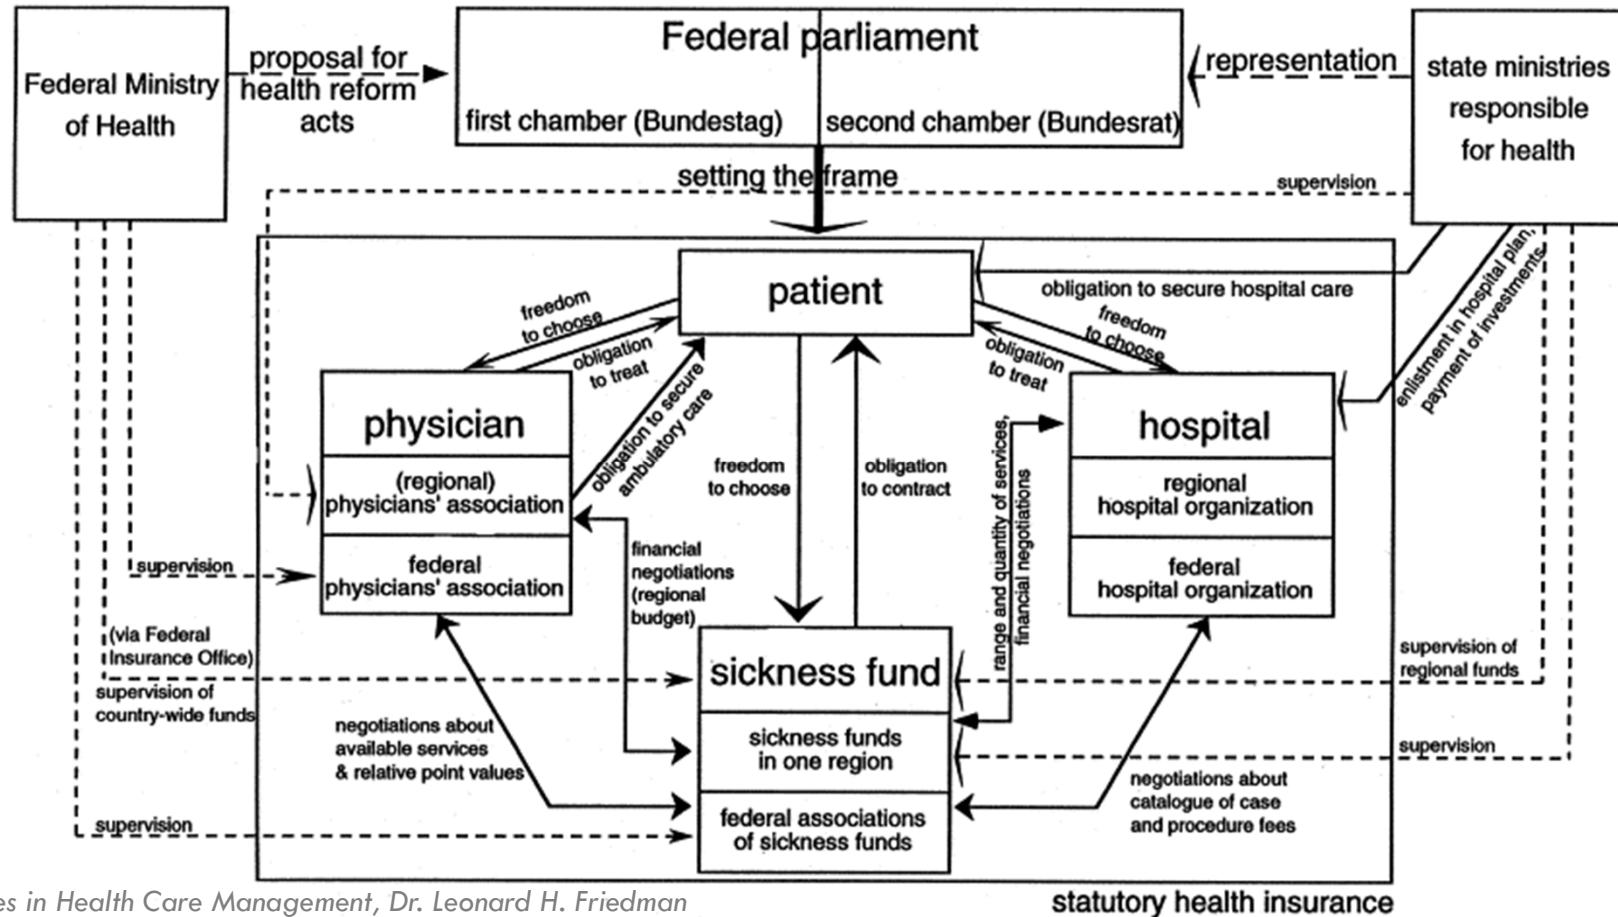 Federal Ministry
of Health
proposal for
health reform
acts
Federal parliament
first chamber (Bundestag)
second chamber (Bundesrat)
representation
state ministries
responsible
for health
setting the frame
supervision
patient
obligation to secure hospital care
enlistment in hospital plan,
payment of investments
freedom
to choose
obligation
to treat
obligation to secure
ambulatory care
freedom
to choose
obligation
to treat
physician
(regional)
physicians' association
federal
physicians' association
freedom
to choose
obligation
to contract
range and quantity of services,
financial negotiations
hospital
regional
hospital organization
federal
hospital organization
supervision
financial
negotiations
(regional
budget)
(via Federal
Insurance Office)
supervision of
country-wide funds
sickness fund
sickness funds
in one region
federal associations
of sickness funds
supervision of
regional funds
supervision
negotiations about
available services
& relative point values
negotiations about
catalogue of case
and procedure fees
supervision
statutory health insurance
in Health Care Management, Dr. Leonard H. Friedman